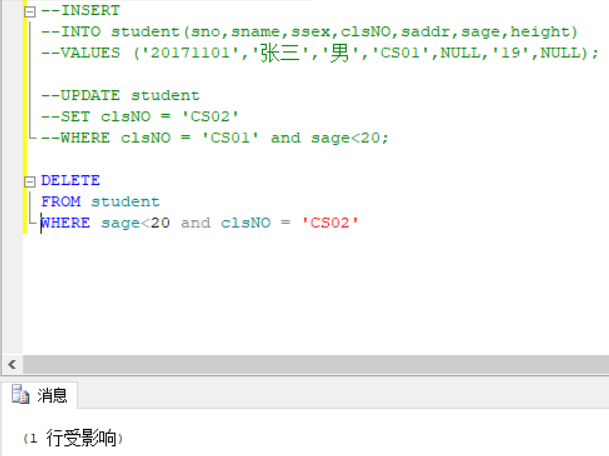 --INSERT
--INTO student(sno,sname,ssex,clsNO,saddr,sage,height)
--VALUES ('20171101','张三','男','CS01',NULL,'19',NULL);
--UPDATE student
--SET clsNO = 'CS02'
--WHERE clsNO = 'CS01' and sage<20;
DELETE
FROM student
WHERE sage<20 and clsNO = 'CS02'
消息
(1 行受影响)